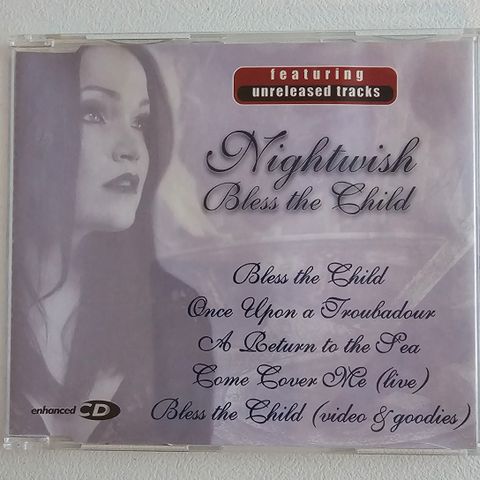 featuring
unreleased tracks
Nightwish
Bless the Child
Bless the Child
Once Upon a Troubadour
A Return to the Sea
Come Cover Me (live)
Bless the Child (video & goodies)
enhanced CD